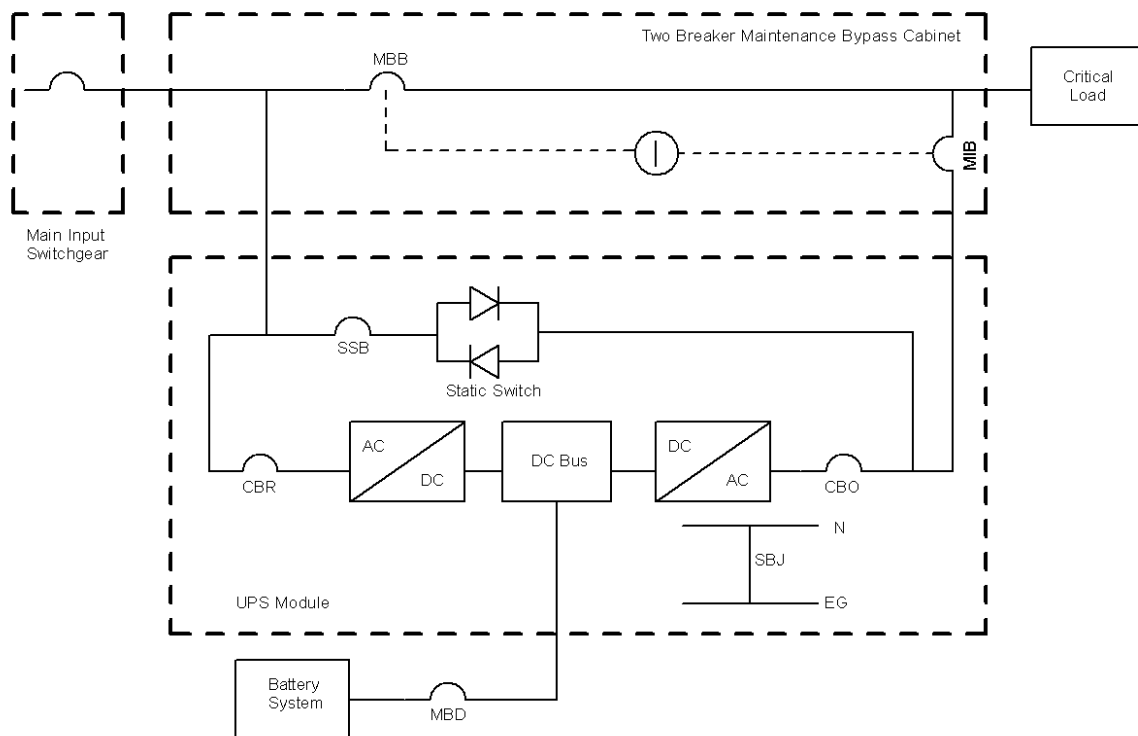 Two Breaker Maintenance Bypass Cabinet
MBB
Critical
Load
MIB
Main Input
Switchgear
SSB
Static Switch
AC
DC
DC Bus
DC
AC
CBR
CBO
N
SBJ
EG
UPS Module
Battery
System
MBD